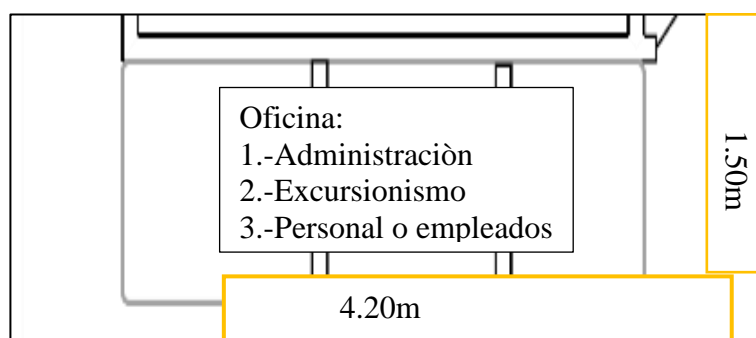 Oficina:
1.-Administraciòn
2.-Excursionismo
3.-Personal o empleados
1.50m
4.20m